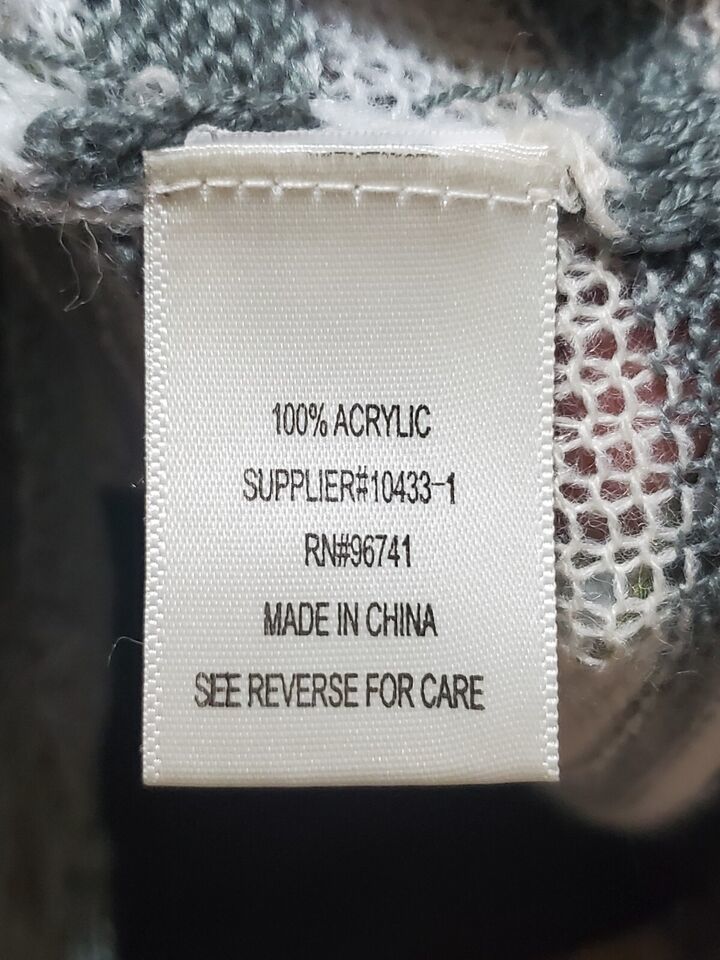 100% ACRYLIC
SUPPLIER#10433-1
RN#96741
MADE IN CHINA
SEE REVERSE FOR CARE